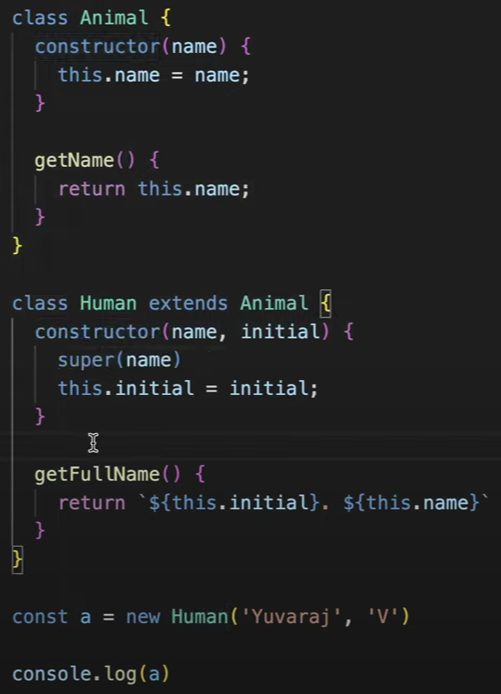 class Animal {
  constructor(name) {
    this.name = name;
  }

  getName() {
    return this.name;
  }
}

class Human extends Animal {
  constructor(name, initial) {
    super(name)
    this.initial = initial;
  }

  getFullName() {
    return `${this.initial}. ${this.name}`
  }
}

const a = new Human('Yuvaraj', 'V')

console.log(a)